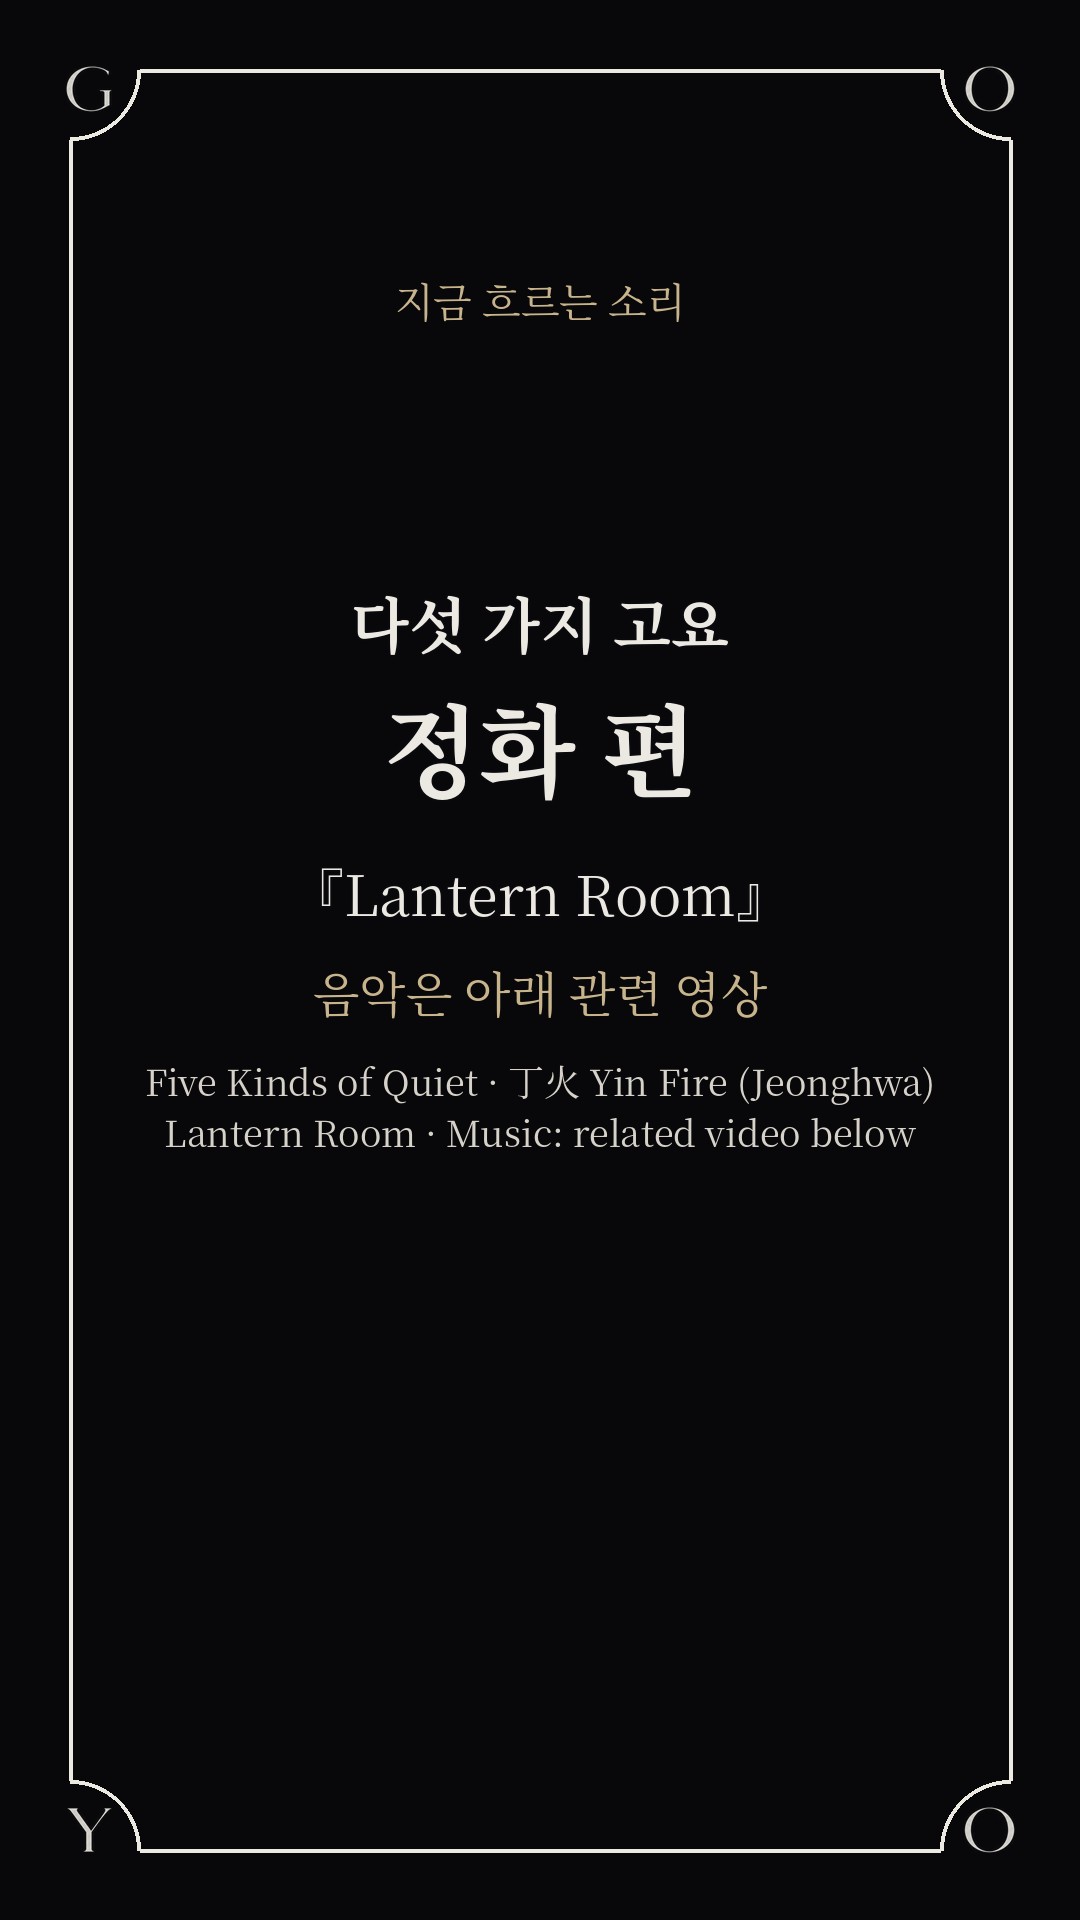 G O
지금 흐르는 소리
다섯 가지 고요
정화 편
『Lantern Room』
음악은 아래 관련 영상
Five Kinds of Quiet · 丁火 Yin Fire (Jeonghwa)
Lantern Room · Music: related video below
Y O